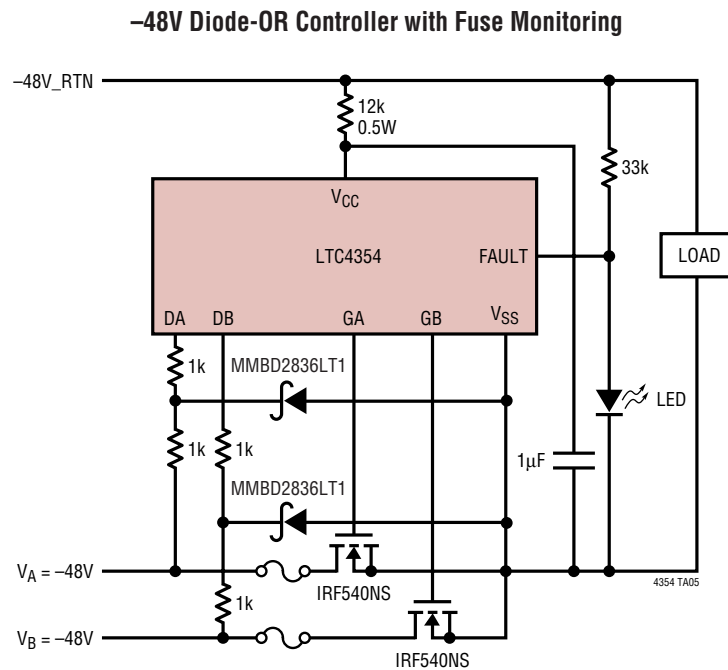 –48V Diode-OR Controller with Fuse Monitoring
–48V_RTN
12k
0.5W
33k
VCC
LTC4354
FAULT
LOAD
DA
DB
GA
GB
VSS
1k
MMBD2836LT1
LED
1k
1k
1µF
MMBD2836LT1
VA = –48V
IRF540NS
4354 TA05
1k
VB = –48V
IRF540NS